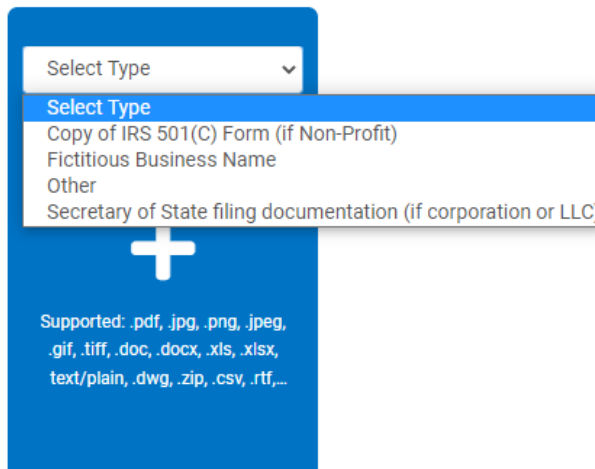 Select Type
Select Type
Copy of IRS 501(C) Form (if Non-Profit)
Fictitious Business Name
Other
Secretary of State filing documentation (if corporation or LLC)
Supported: .pdf, .jpg, .png, .jpeg,
.gif, .tiff, .doc, .docx, .xls, .xlsx,
text/plain, .dwg, .zip, .csv, .rtf,...